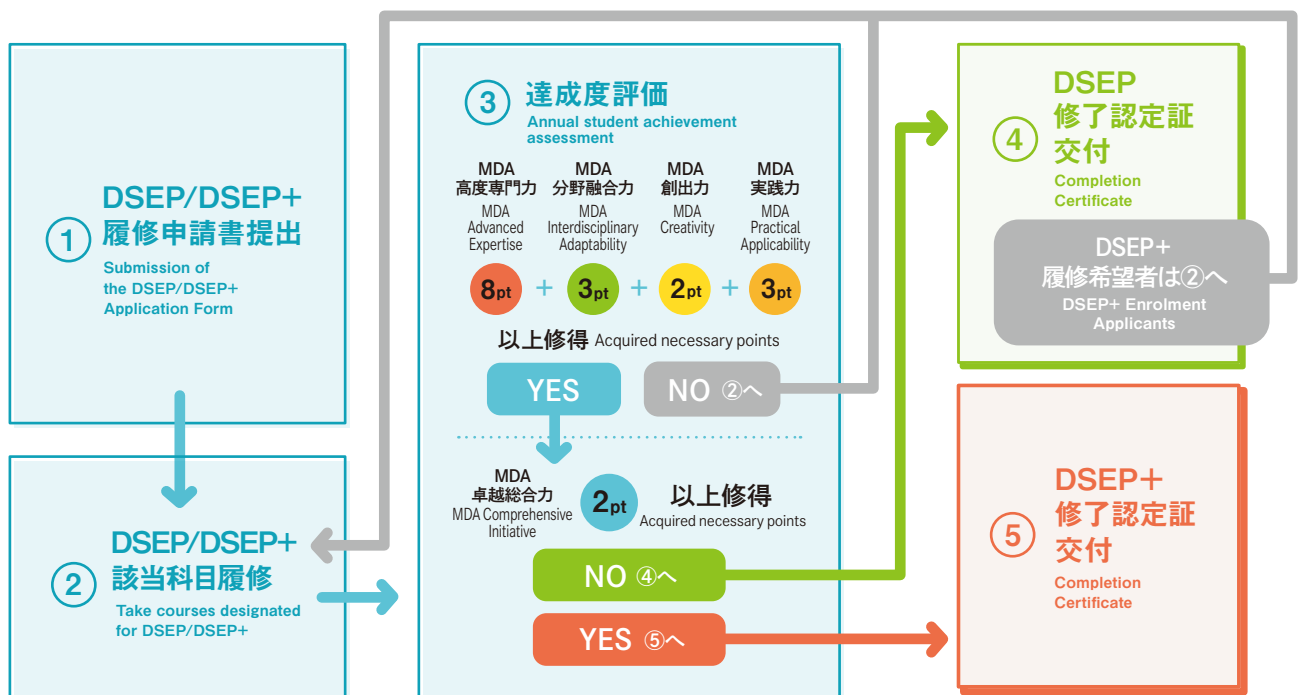 ①
DSEP/DSEP+
履修申請書提出
Submission of
the DSEP/DSEP+
Application Form
②
DSEP/DSEP+
該当科目履修
Take courses designated
for DSEP/DSEP+
③
達成度評価
Annual student achievement
assessment
MDA
高度専門力
MDA
Advanced
Expertise
8pt
+
MDA
分野融合力
MDA
Interdisciplinary
Adaptability
3pt
+
MDA
創出力
MDA
Creativity
2pt
+
MDA
実践力
MDA
Practical
Applicability
3pt
以上修得 Acquired necessary points
YES
NO ②へ
MDA
卓越総合力
MDA Comprehensive
Initiative
2pt
以上修得
Acquired necessary points
NO ④へ
YES ⑤へ
④
DSEP
修了認定証
交付
Completion
Certificate
DSEP+
履修希望者は②へ
DSEP+ Enrolment
Applicants
⑤
DSEP+
修了認定証
交付
Completion
Certificate